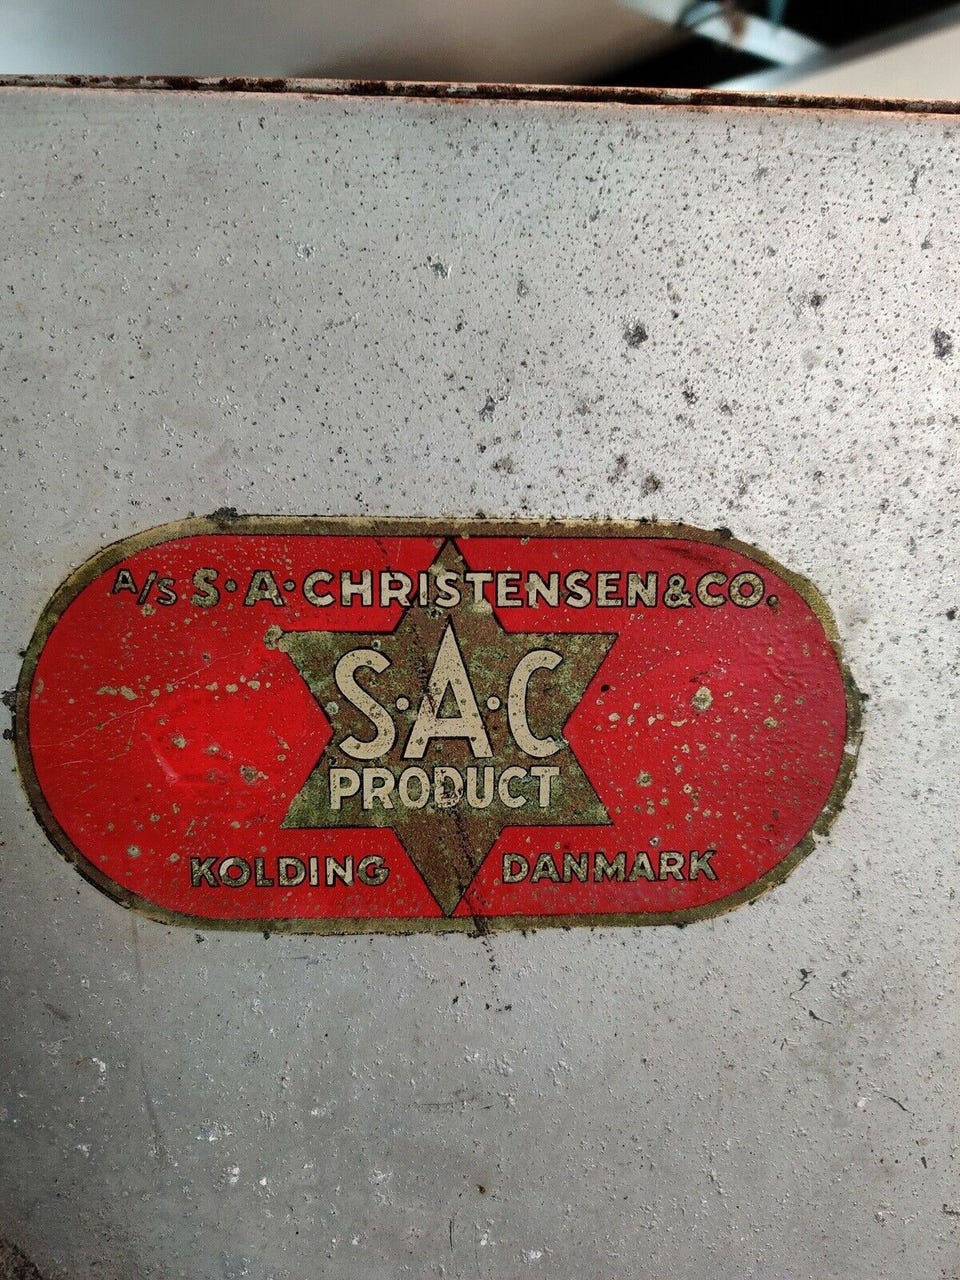 A/S S·A·CHRISTENSEN & CO.
S·A·C
PRODUCT
KOLDING DANMARK